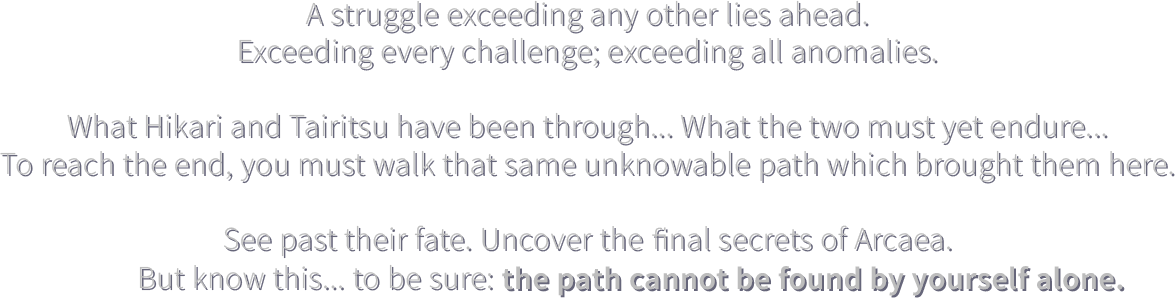 A struggle exceeding any other lies ahead.
Exceeding every challenge; exceeding all anomalies.
What Hikari and Tairitsu have been through... What the two must yet endure...
To reach the end, you must walk that same unknowable path which brought them here.
See past their fate. Uncover the final secrets of Arcaea.
But know this... to be sure: the path cannot be found by yourself alone.